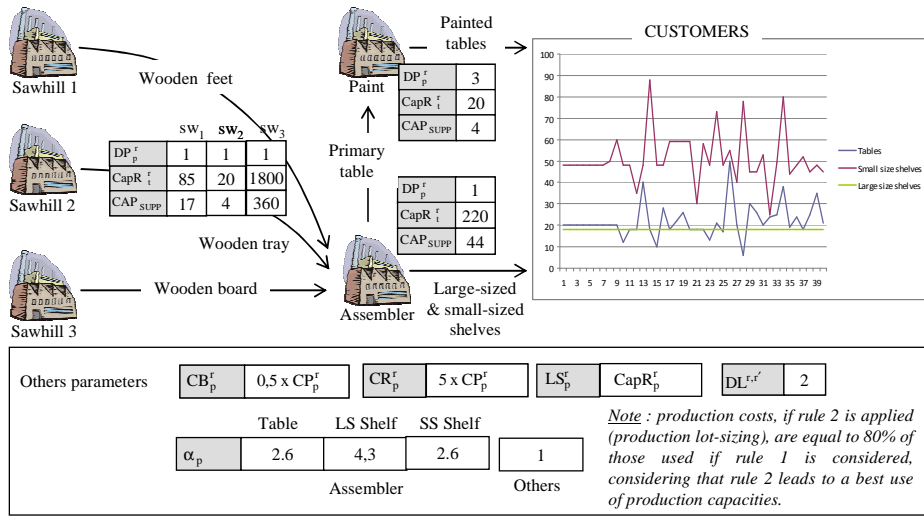 Sawhill 1
Wooden feet
Sawhill 2
sw1 sw2 sw3
DP r p 1 1 1
CapR r t 85 20 1800
CAP SUPP 17 4 360
Wooden tray
Sawhill 3
Wooden board
Paint
Painted tables
DP r p 3
CapR r t 20
CAP SUPP 4
Primary table
DP r p 1
CapR r t 220
CAP SUPP 44
Assembler
Large-sized
& small-sized
shelves
CUSTOMERS
100
90
80
70
60
50
40
30
20
10
0
1 3 5 7 9 11 13 15 17 19 21 23 25 27 29 31 33 35 37 39
Tables
Small size shelves
Large size shelves
Others parameters
CB r p 0,5 x CP r p
CR r p 5 x CP r p
LS r p CapR r p
DL r,r′ 2
Table LS Shelf SS Shelf
αp 2.6 4,3 2.6 1
Assembler Others
Note : production costs, if rule 2 is applied
(production lot-sizing), are equal to 80% of
those used if rule 1 is considered,
considering that rule 2 leads to a best use
of production capacities.